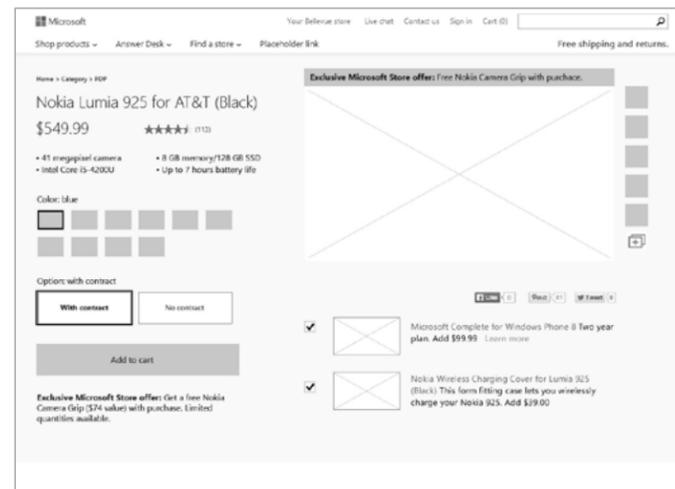 Microsoft
Your Bellevue store Live chat Contact us Sign in Cart (0)
Shop products Answer Desk Find a store Placeholder link
Free shipping and returns.
Home > Category > PDP
Exclusive Microsoft Store offer: Free Nokia Camera Grip with purchase.
Nokia Lumia 925 for AT&T (Black)
$549.99 (112)
• 41 megapixel camera
• 8 GB memory/128 GB SSD
• Intel Core i5-4200U
• Up to 7 hours battery life
Color: blue
Option: with contract
With contract
No contract
Add to cart
Exclusive Microsoft Store offer: Get a free Nokia
Camera Grip ($74 value) with purchase. Limited
quantities available.
Like 0
Pin it 41
Tweet 8
Microsoft Complete for Windows Phone 8 Two year
plan. Add $99.99 Learn more
Nokia Wireless Charging Cover for Lumia 925
(Black) This form fitting case lets you wirelessly
charge your Nokia 925. Add $39.00